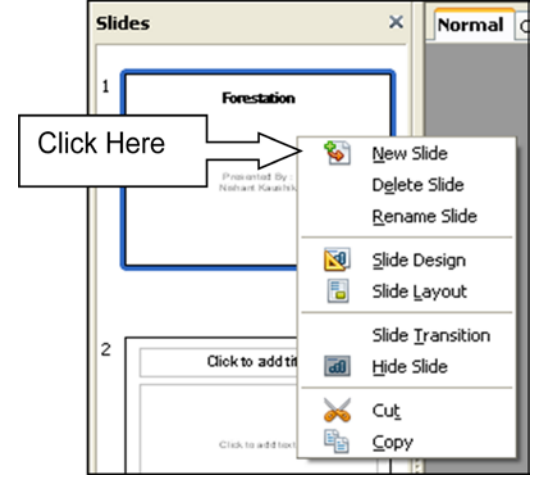 Slides
Normal
1
Forestation
Click Here
Presented By :
Nishant Kaushik
New Slide
Delete Slide
Rename Slide
Slide Design
Slide Layout
Slide Transition
Hide Slide
Cut
Copy
2
Click to add tit
Click to add text